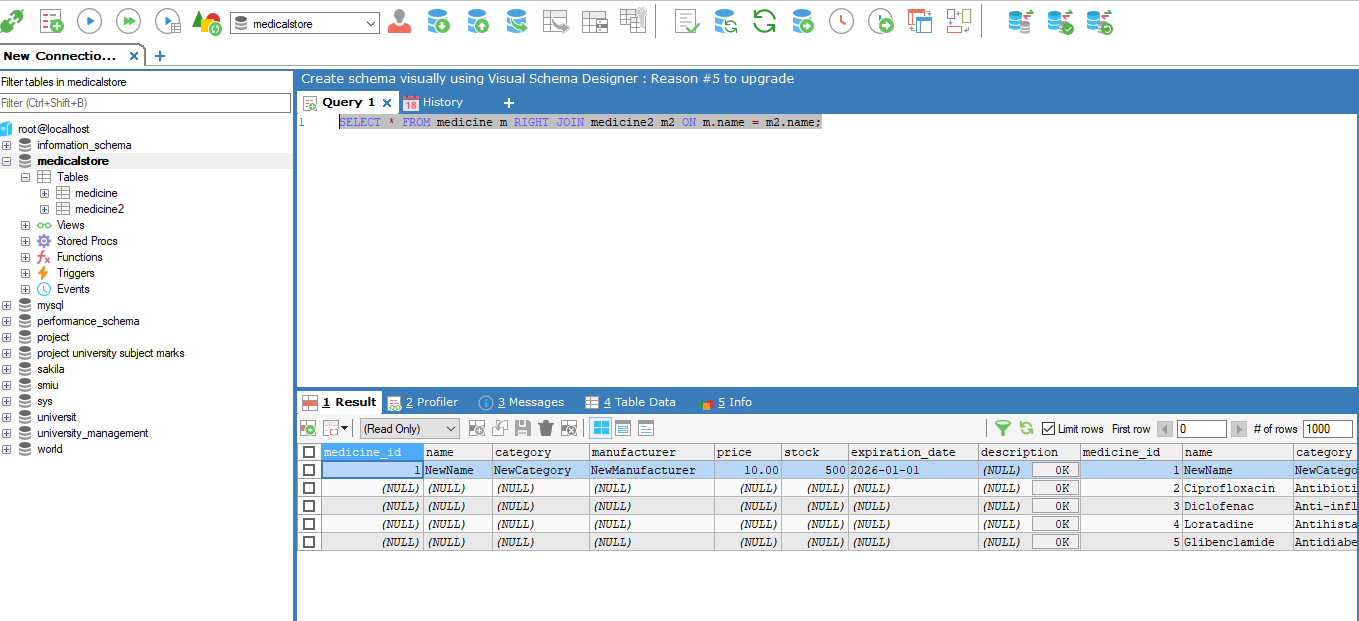 medicalstore
New Connectio...
Filter tables in medicalstore
Filter (Ctrl+Shift+B)
root@localhost
information_schema
medicalstore
Tables
medicine
medicine2
Views
Stored Procs
Functions
Triggers
Events
mysql
performance_schema
project
project university subject marks
sakila
smiu
sys
universit
university_management
world
Create schema visually using Visual Schema Designer : Reason #5 to upgrade
Query 1
18 History
1 SELECT * FROM medicine m RIGHT JOIN medicine2 m2 ON m.name = m2.name;
1 Result 2 Profiler 3 Messages 4 Table Data 5 Info
(Read Only) Limit rows First row 0 # of rows 1000
medicine_id name category manufacturer price stock expiration_date description medicine_id name category
1 NewName NewCategory NewManufacturer 10.00 500 2026-01-01 (NULL) 0K 1 NewName NewCatego
(NULL) (NULL) (NULL) (NULL) (NULL) (NULL) (NULL) (NULL) 0K 2 Ciprofloxacin Antibioti
(NULL) (NULL) (NULL) (NULL) (NULL) (NULL) (NULL) (NULL) 0K 3 Diclofenac Anti-infl
(NULL) (NULL) (NULL) (NULL) (NULL) (NULL) (NULL) (NULL) 0K 4 Loratadine Antihista
(NULL) (NULL) (NULL) (NULL) (NULL) (NULL) (NULL) (NULL) 0K 5 Glibenclamide Antidiabe